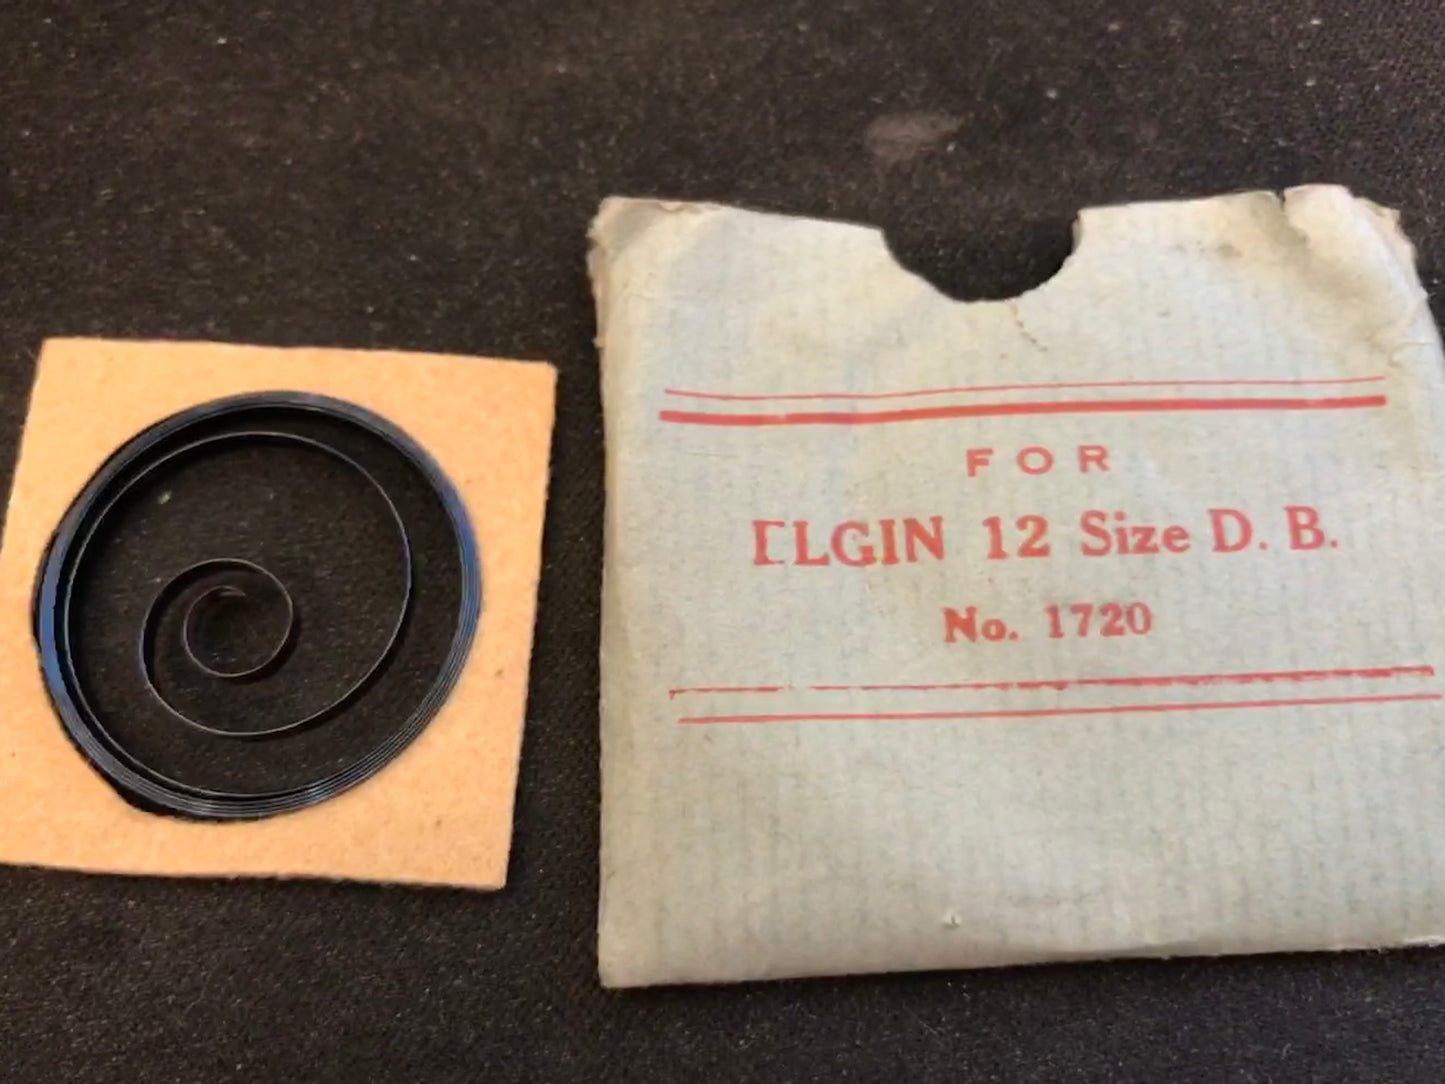 FOR
ELGIN 12 Size D. B.
No. 1720